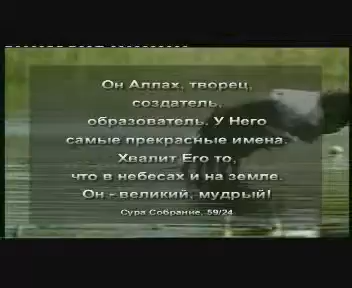 Он Аллах, творец,
создатель,
образователь. У Него
самые прекрасные имена.
Хвалит Его то,
что в небесах и на земле.
Он - великий, мудрый!
Сура Собрание, 59/24